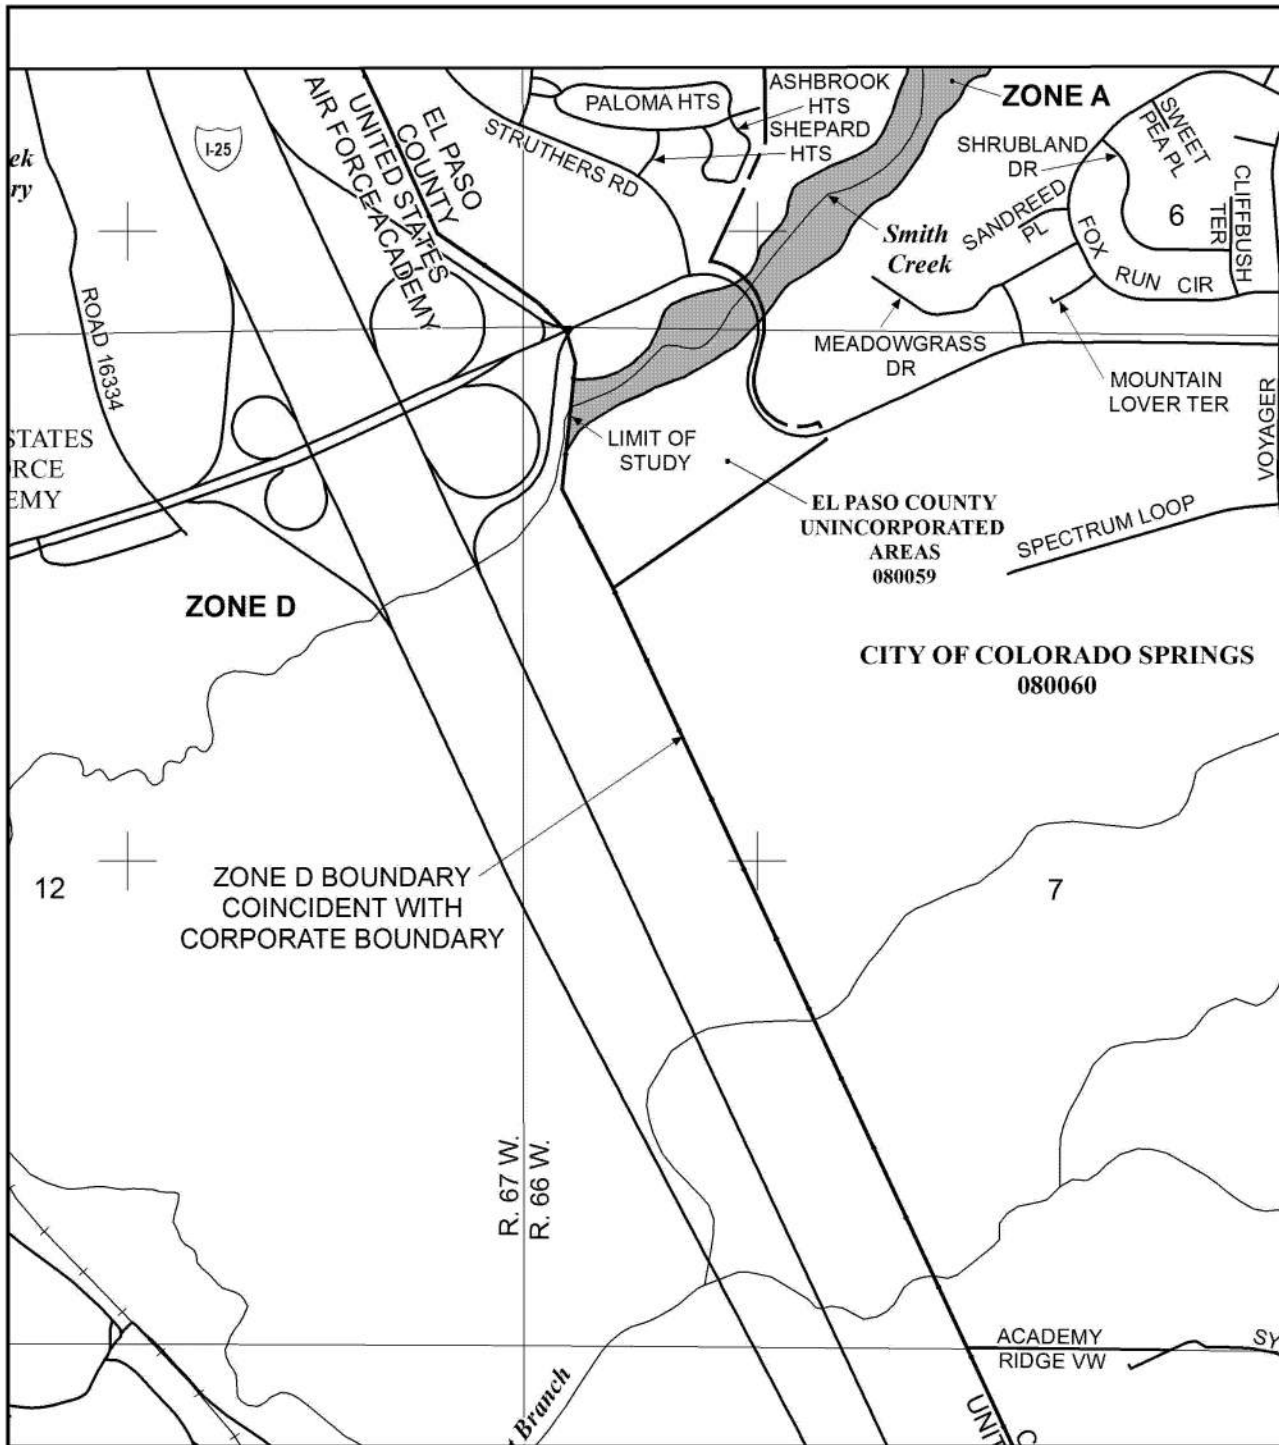 ASHBROOK
HTS
SHEPARD
HTS
PALOMA HTS
STRUTHERS RD
EL PASO
COUNTY
UNITED STATES
AIR FORCE ACADEMY
I-25
ek
ry
ZONE A
SHRUBLAND
DR
SWEET
PEA PL
CLIFFBUSH
TER
SANDREED
PL
6
FOX RUN CIR
Smith
Creek
MEADOWGRASS
DR
MOUNTAIN
LOVER TER
VOYAGER
ROAD 16334
STATES
RCE
EMY
LIMIT OF
STUDY
EL PASO COUNTY
UNINCORPORATED
AREAS
080059
SPECTRUM LOOP
ZONE D
CITY OF COLORADO SPRINGS
080060
12
ZONE D BOUNDARY
COINCIDENT WITH
CORPORATE BOUNDARY
7
R. 67 W.
R. 66 W.
ACADEMY
RIDGE VW
SY
Branch
UNIT
C